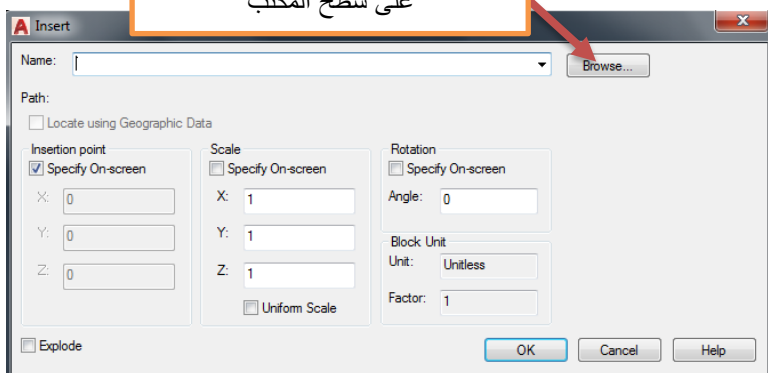 على سطح المكتب
A Insert
Name:
Browse...
Path:
Locate using Geographic Data
Insertion point
Specify On-screen
X: 0
Y: 0
Z: 0
Scale
Specify On-screen
X: 1
Y: 1
Z: 1
Uniform Scale
Rotation
Specify On-screen
Angle: 0
Block Unit
Unit: Unitless
Factor: 1
Explode
OK
Cancel
Help